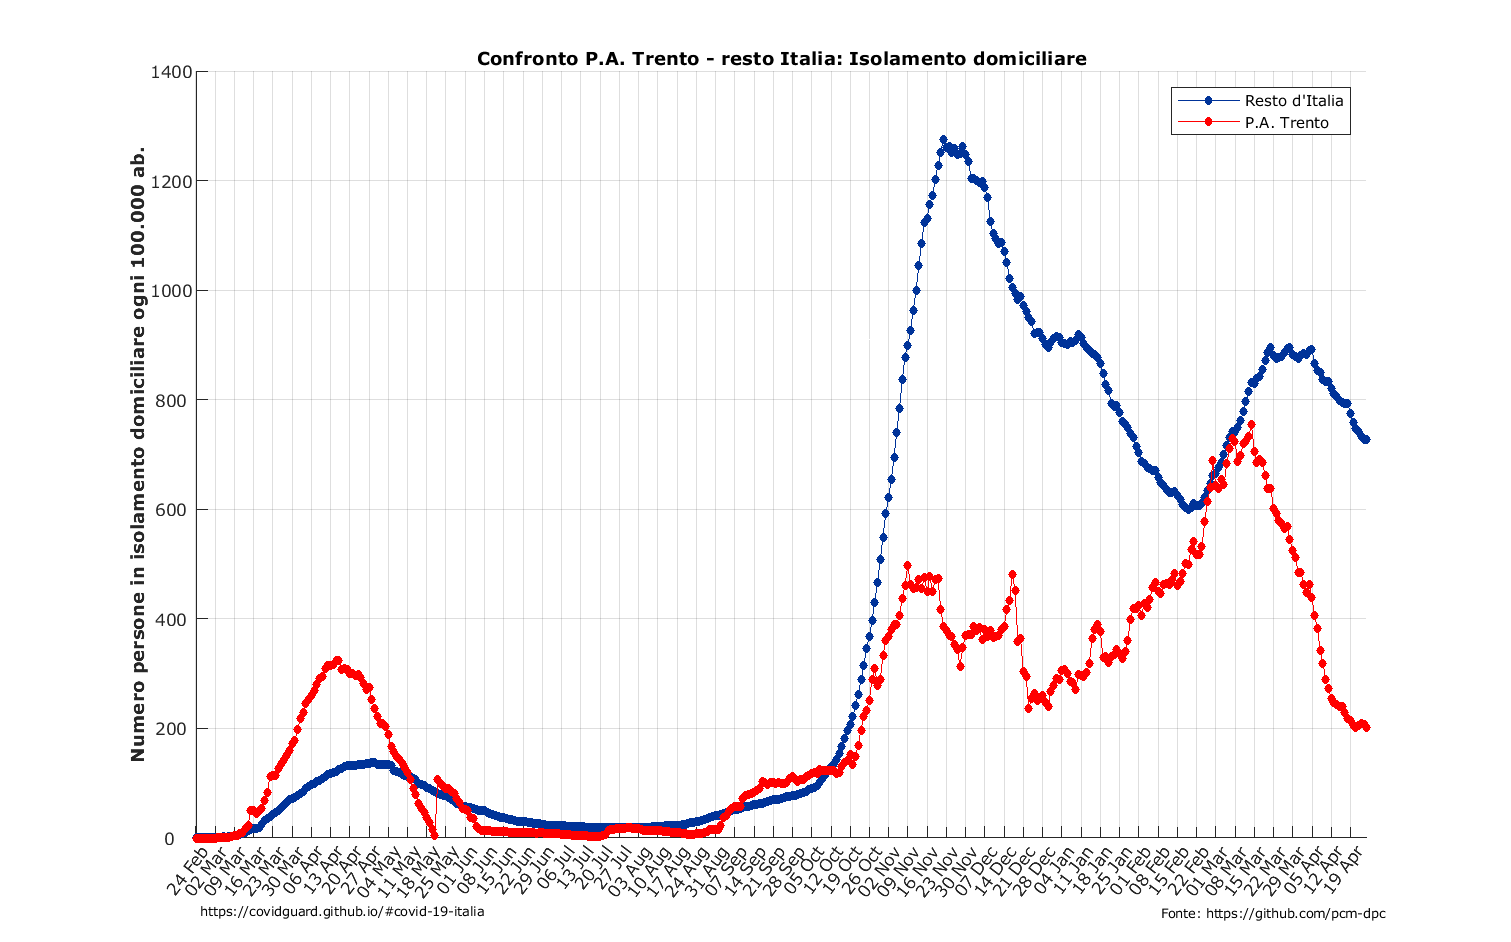 Confronto P.A. Trento - resto Italia: Isolamento domiciliare
Resto d'Italia
P.A. Trento
Numero persone in isolamento domiciliare ogni 100.000 ab.
1400
1200
1000
800
600
400
200
0
24 Feb
02 Mar
09 Mar
16 Mar
23 Mar
30 Mar
06 Apr
13 Apr
20 Apr
27 Apr
04 May
11 May
18 May
25 May
01 Jun
08 Jun
15 Jun
22 Jun
29 Jun
06 Jul
13 Jul
20 Jul
27 Jul
03 Aug
10 Aug
17 Aug
24 Aug
31 Aug
07 Sep
14 Sep
21 Sep
28 Sep
05 Oct
12 Oct
19 Oct
26 Oct
02 Nov
09 Nov
16 Nov
23 Nov
30 Nov
07 Dec
14 Dec
21 Dec
28 Dec
04 Jan
11 Jan
18 Jan
25 Jan
01 Feb
08 Feb
15 Feb
22 Feb
01 Mar
08 Mar
15 Mar
22 Mar
29 Mar
05 Apr
12 Apr
19 Apr
https://covidguard.github.io/#covid-19-italia
Fonte: https://github.com/pcm-dpc